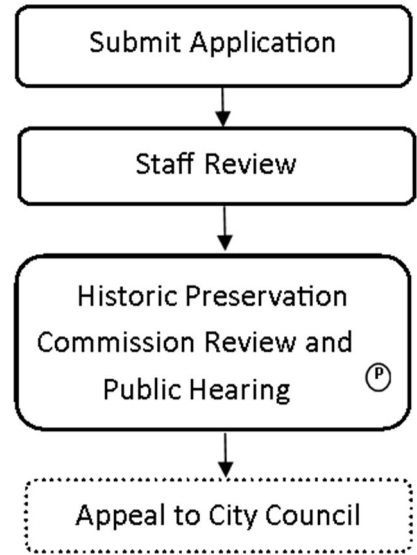 Submit Application
Staff Review
Historic Preservation
Commission Review and
Public Hearing
P
Appeal to City Council